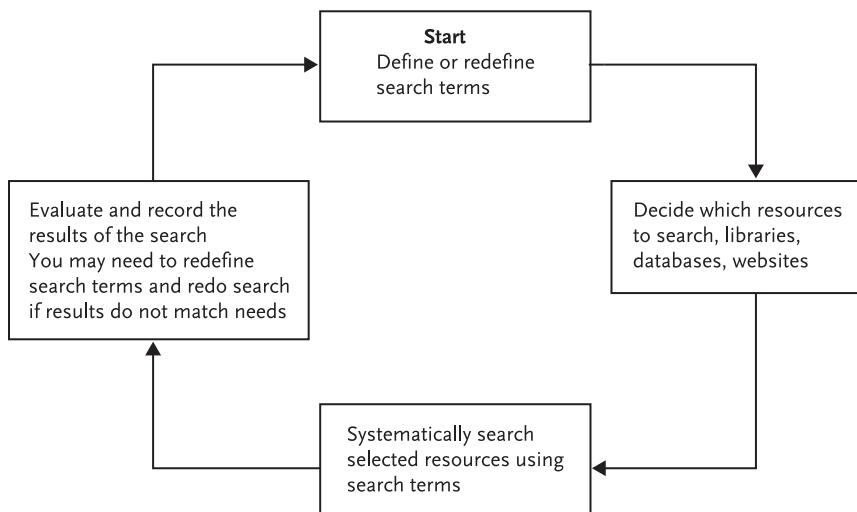 Start
Define or redefine
search terms
Decide which resources
to search, libraries,
databases, websites
Systematically search
selected resources using
search terms
Evaluate and record the
results of the search
You may need to redefine
search terms and redo search
if results do not match needs